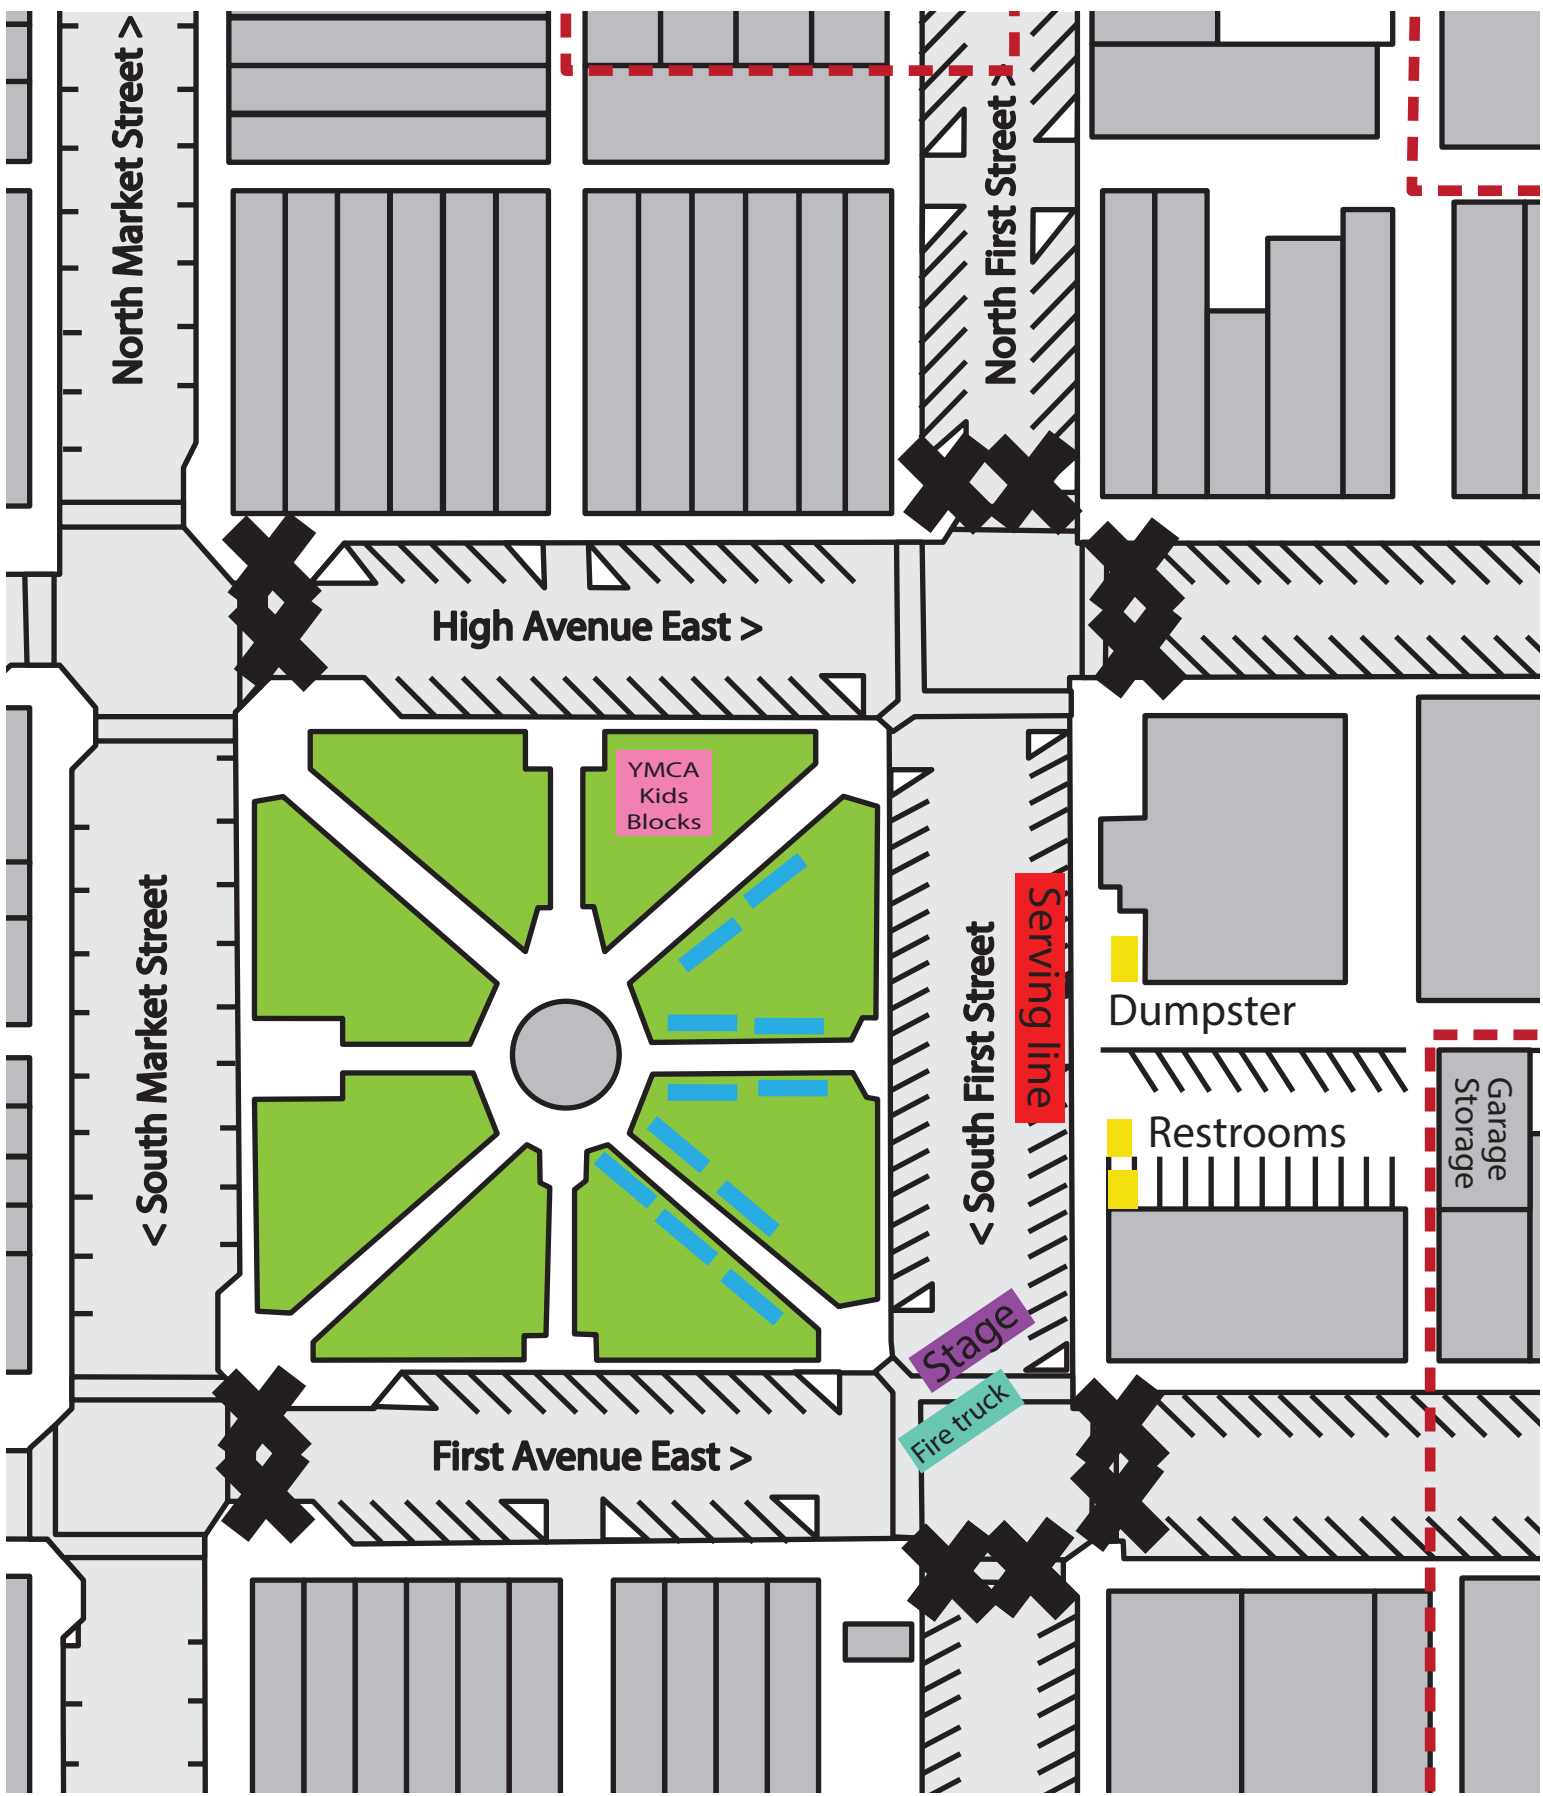 North Market Street >
North First Street >
High Avenue East >
YMCA
Kids
Blocks
< South Market Street
< South First Street
Serving line
Dumpster
Restrooms
Garage
Storage
Stage
Fire truck
First Avenue East >